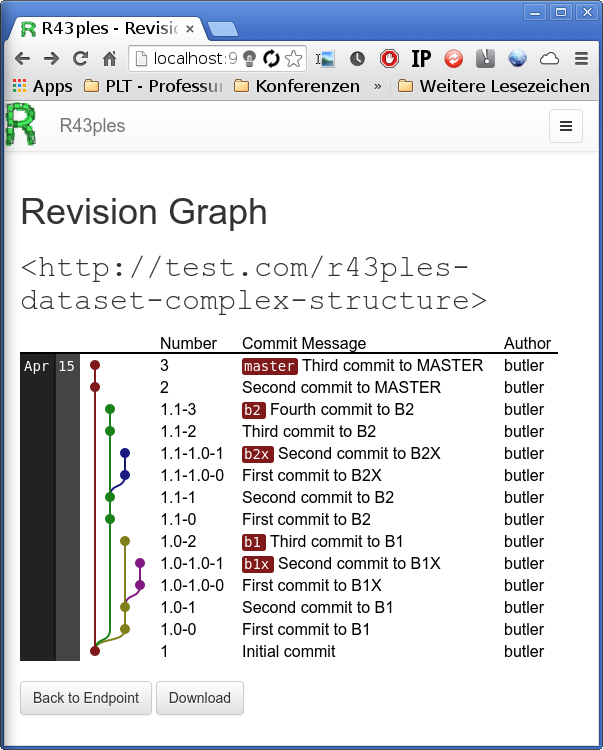 R43ples - Revisic
localhost:9
IP
Apps PLT - Professur Konferenzen » Weitere Lesezeichen
R R43ples
Revision Graph
<http://test.com/r43ples-
dataset-complex-structure>
Number Commit Message Author
Apr 15 3 master Third commit to MASTER butler
2 Second commit to MASTER butler
1.1-3 b2 Fourth commit to B2 butler
1.1-2 Third commit to B2 butler
1.1-1.0-1 b2x Second commit to B2X butler
1.1-1.0-0 First commit to B2X butler
1.1-1 Second commit to B2 butler
1.1-0 First commit to B2 butler
1.0-2 b1 Third commit to B1 butler
1.0-1.0-1 b1x Second commit to B1X butler
1.0-1.0-0 First commit to B1X butler
1.0-1 Second commit to B1 butler
1.0-0 First commit to B1 butler
1 Initial commit butler
Back to Endpoint Download